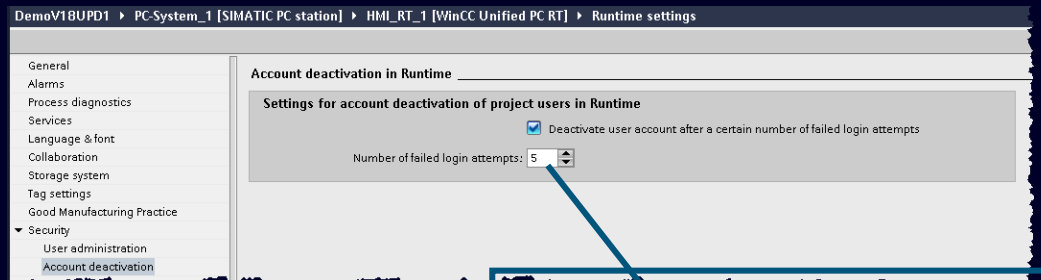 DemoV18UPD1 ▸ PC-System_1 [SIMATIC PC station] ▸ HMI_RT_1 [WinCC Unified PC RT] ▸ Runtime settings
General
Alarms
Process diagnostics
Services
Language & font
Collaboration
Storage system
Tag settings
Good Manufacturing Practice
Security
User administration
Account deactivation
Account deactivation in Runtime
Settings for account deactivation of project users in Runtime
Deactivate user account after a certain number of failed login attempts
Number of failed login attempts: 5